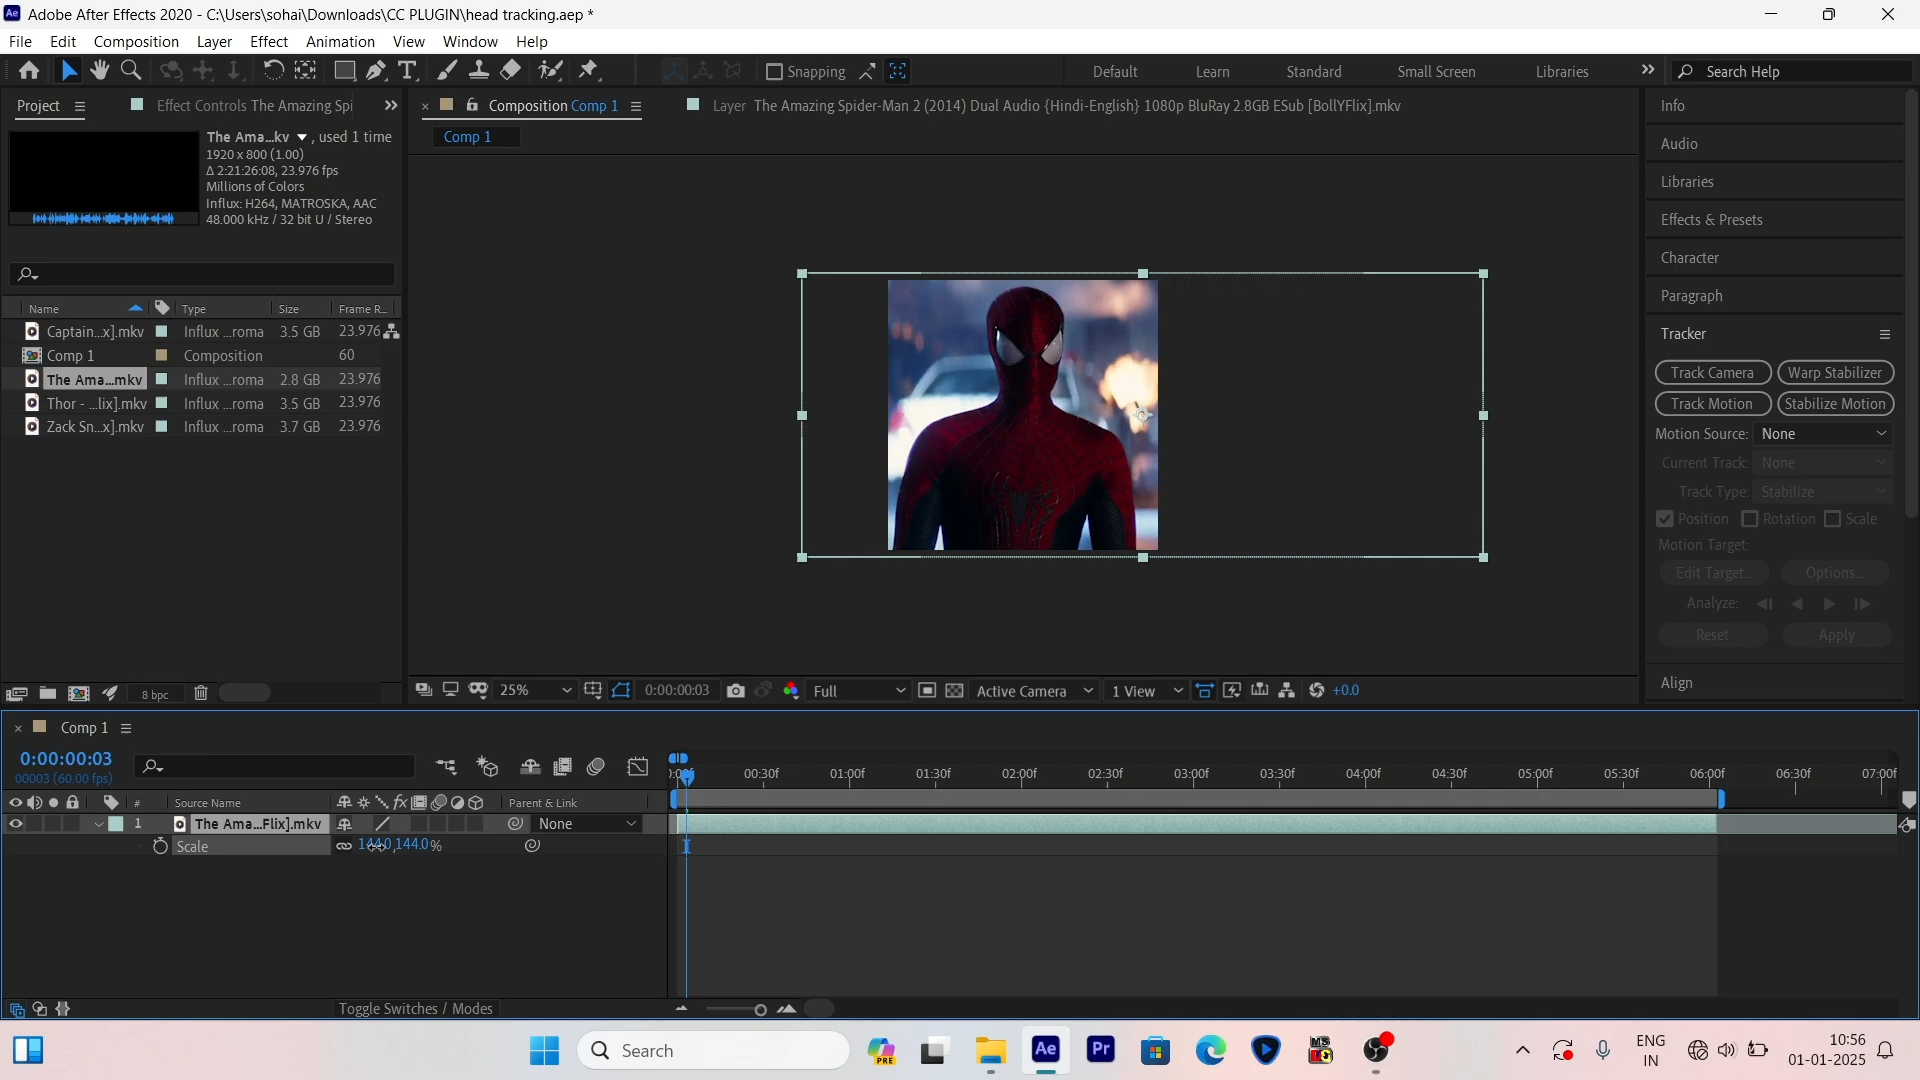 Adobe After Effects 2020 - C:\Users\sohai\Downloads\CC PLUGIN\head tracking.aep *
File Edit Composition Layer Effect Animation View Window Help
Snapping Default Learn Standard Small Screen Libraries Search Help
Project Effect Controls The Amazing Spi
Composition Comp 1 Layer The Amazing Spider-Man 2 (2014) Dual Audio {Hindi-English} 1080p BluRay 2.8GB ESub [BollYFlix].mkv
Comp 1
The Ama...kv ▼, used 1 time
1920 x 800 (1.00)
Δ 2:21:26:08, 23.976 fps
Millions of Colors
Influx: H264, MATROSKA, AAC
48.000 kHz / 32 bit U / Stereo
Name Type Size Frame R...
Captain...x].mkv Influx ...roma 3.5 GB 23.976
Comp 1 Composition 60
The Ama...mkv Influx ...roma 2.8 GB 23.976
Thor - ...lix].mkv Influx ...roma 3.5 GB 23.976
Zack Sn...x].mkv Influx ...roma 3.7 GB 23.976
8 bpc
25% 0:00:00:03 Full Active Camera 1 View +0.0
Info
Audio
Libraries
Effects & Presets
Character
Paragraph
Tracker
Track Camera Warp Stabilizer
Track Motion Stabilize Motion
Motion Source: None
Current Track: None
Track Type: Stabilize
Position Rotation Scale
Motion Target:
Edit Target... Options...
Analyze:
Reset Apply
Align
Comp 1
0:00:00:03
00003 (60.00 fps)
# Source Name Parent & Link
1 The Ama...Flix].mkv None
Scale 144.0,144.0%
):00f 00:30f 01:00f 01:30f 02:00f 02:30f 03:00f 03:30f 04:00f 04:30f 05:00f 05:30f 06:00f 06:30f 07:00f
Toggle Switches / Modes
Search
PRE
Ae
Pr
ENG
IN
10:56
01-01-2025